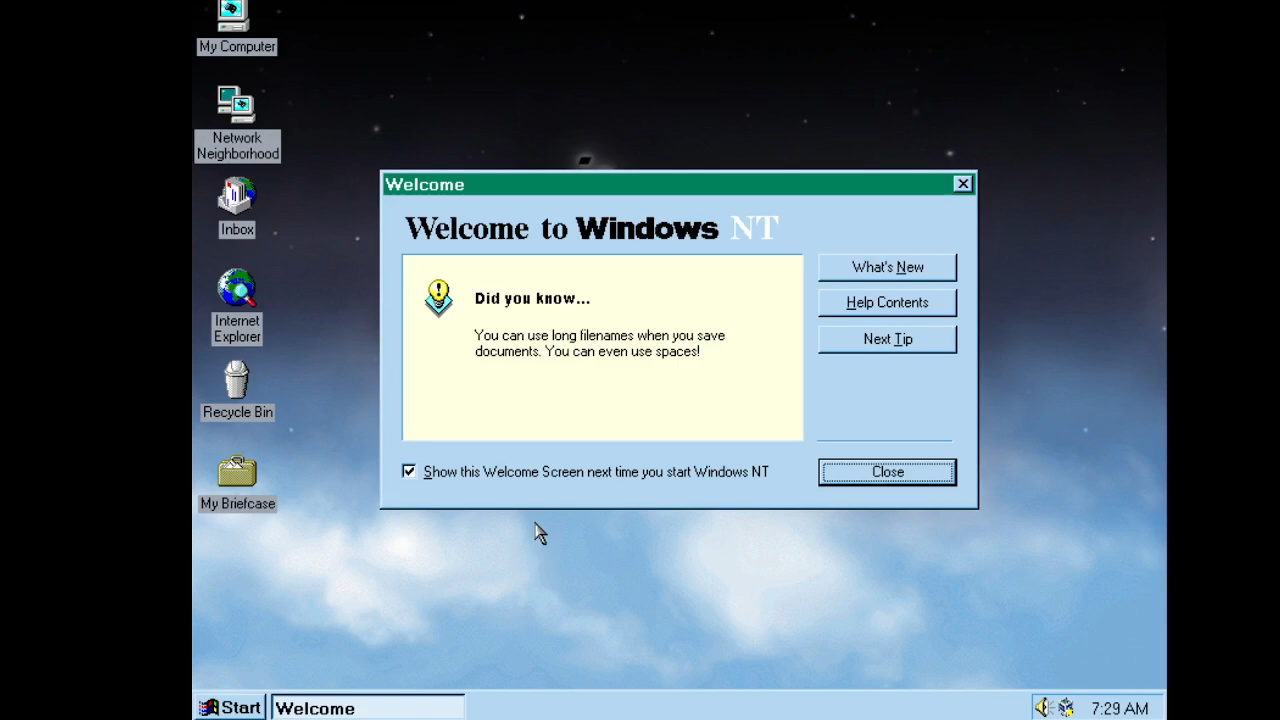 My Computer
Network
Neighborhood
Inbox
Internet
Explorer
Recycle Bin
My Briefcase
Welcome
Welcome to Windows NT
Did you know...
You can use long filenames when you save
documents. You can even use spaces!
What's New
Help Contents
Next Tip
Show this Welcome Screen next time you start Windows NT
Close
Start
Welcome
7:29 AM